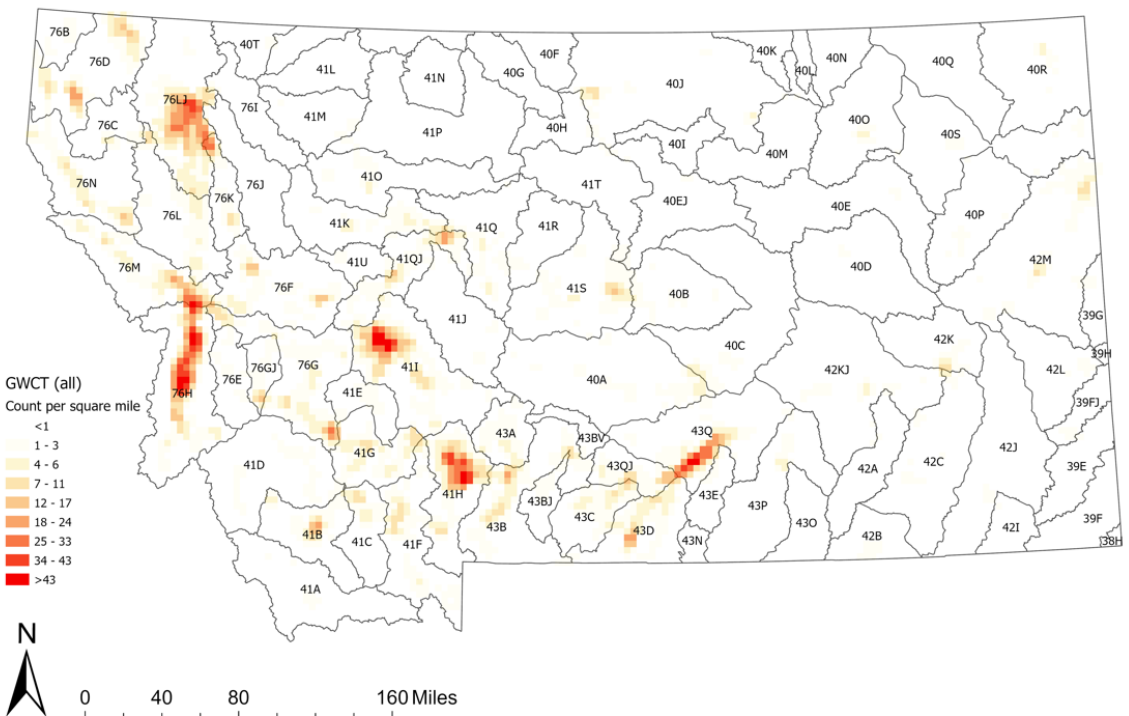 76B
76D
40T
41L
41N
40G
40F
40J
40K
40L
40N
40Q
40R
76LJ
76I
41M
41P
40H
40I
40M
40O
40S
76C
76N
76L
76K
76J
41O
41K
41Q
41R
41T
40EJ
40E
40P
76M
76F
41U
41QJ
41S
40B
40D
42M
41J
40C
39G
76H
76E
76GJ
76G
41I
41E
40A
42KJ
42K
39H
42L
39FJ
GWCT (all)
Count per square mile
<1
1 - 3
4 - 6
7 - 11
12 - 17
18 - 24
25 - 33
34 - 43
>43
41D
41G
43A
43BV
43Q
43QJ
42A
42C
42J
39E
41H
43BJ
43C
43E
43P
43O
41B
41C
41F
43B
43D
43N
42B
42I
39F
38H
41A
N
0 40 80 160 Miles